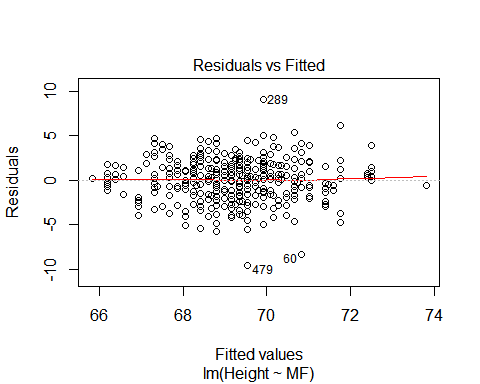 Residuals vs Fitted
Residuals
10
5
0
-5
-10
289
60
479
66 68 70 72 74
Fitted values
lm(Height ~ MF)